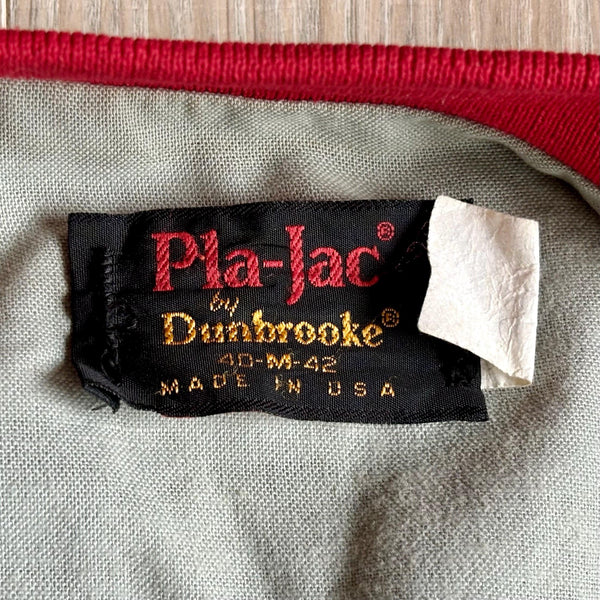 Pla-Jac®
by
Dunbrooke®
40-M-42
MADE IN USA